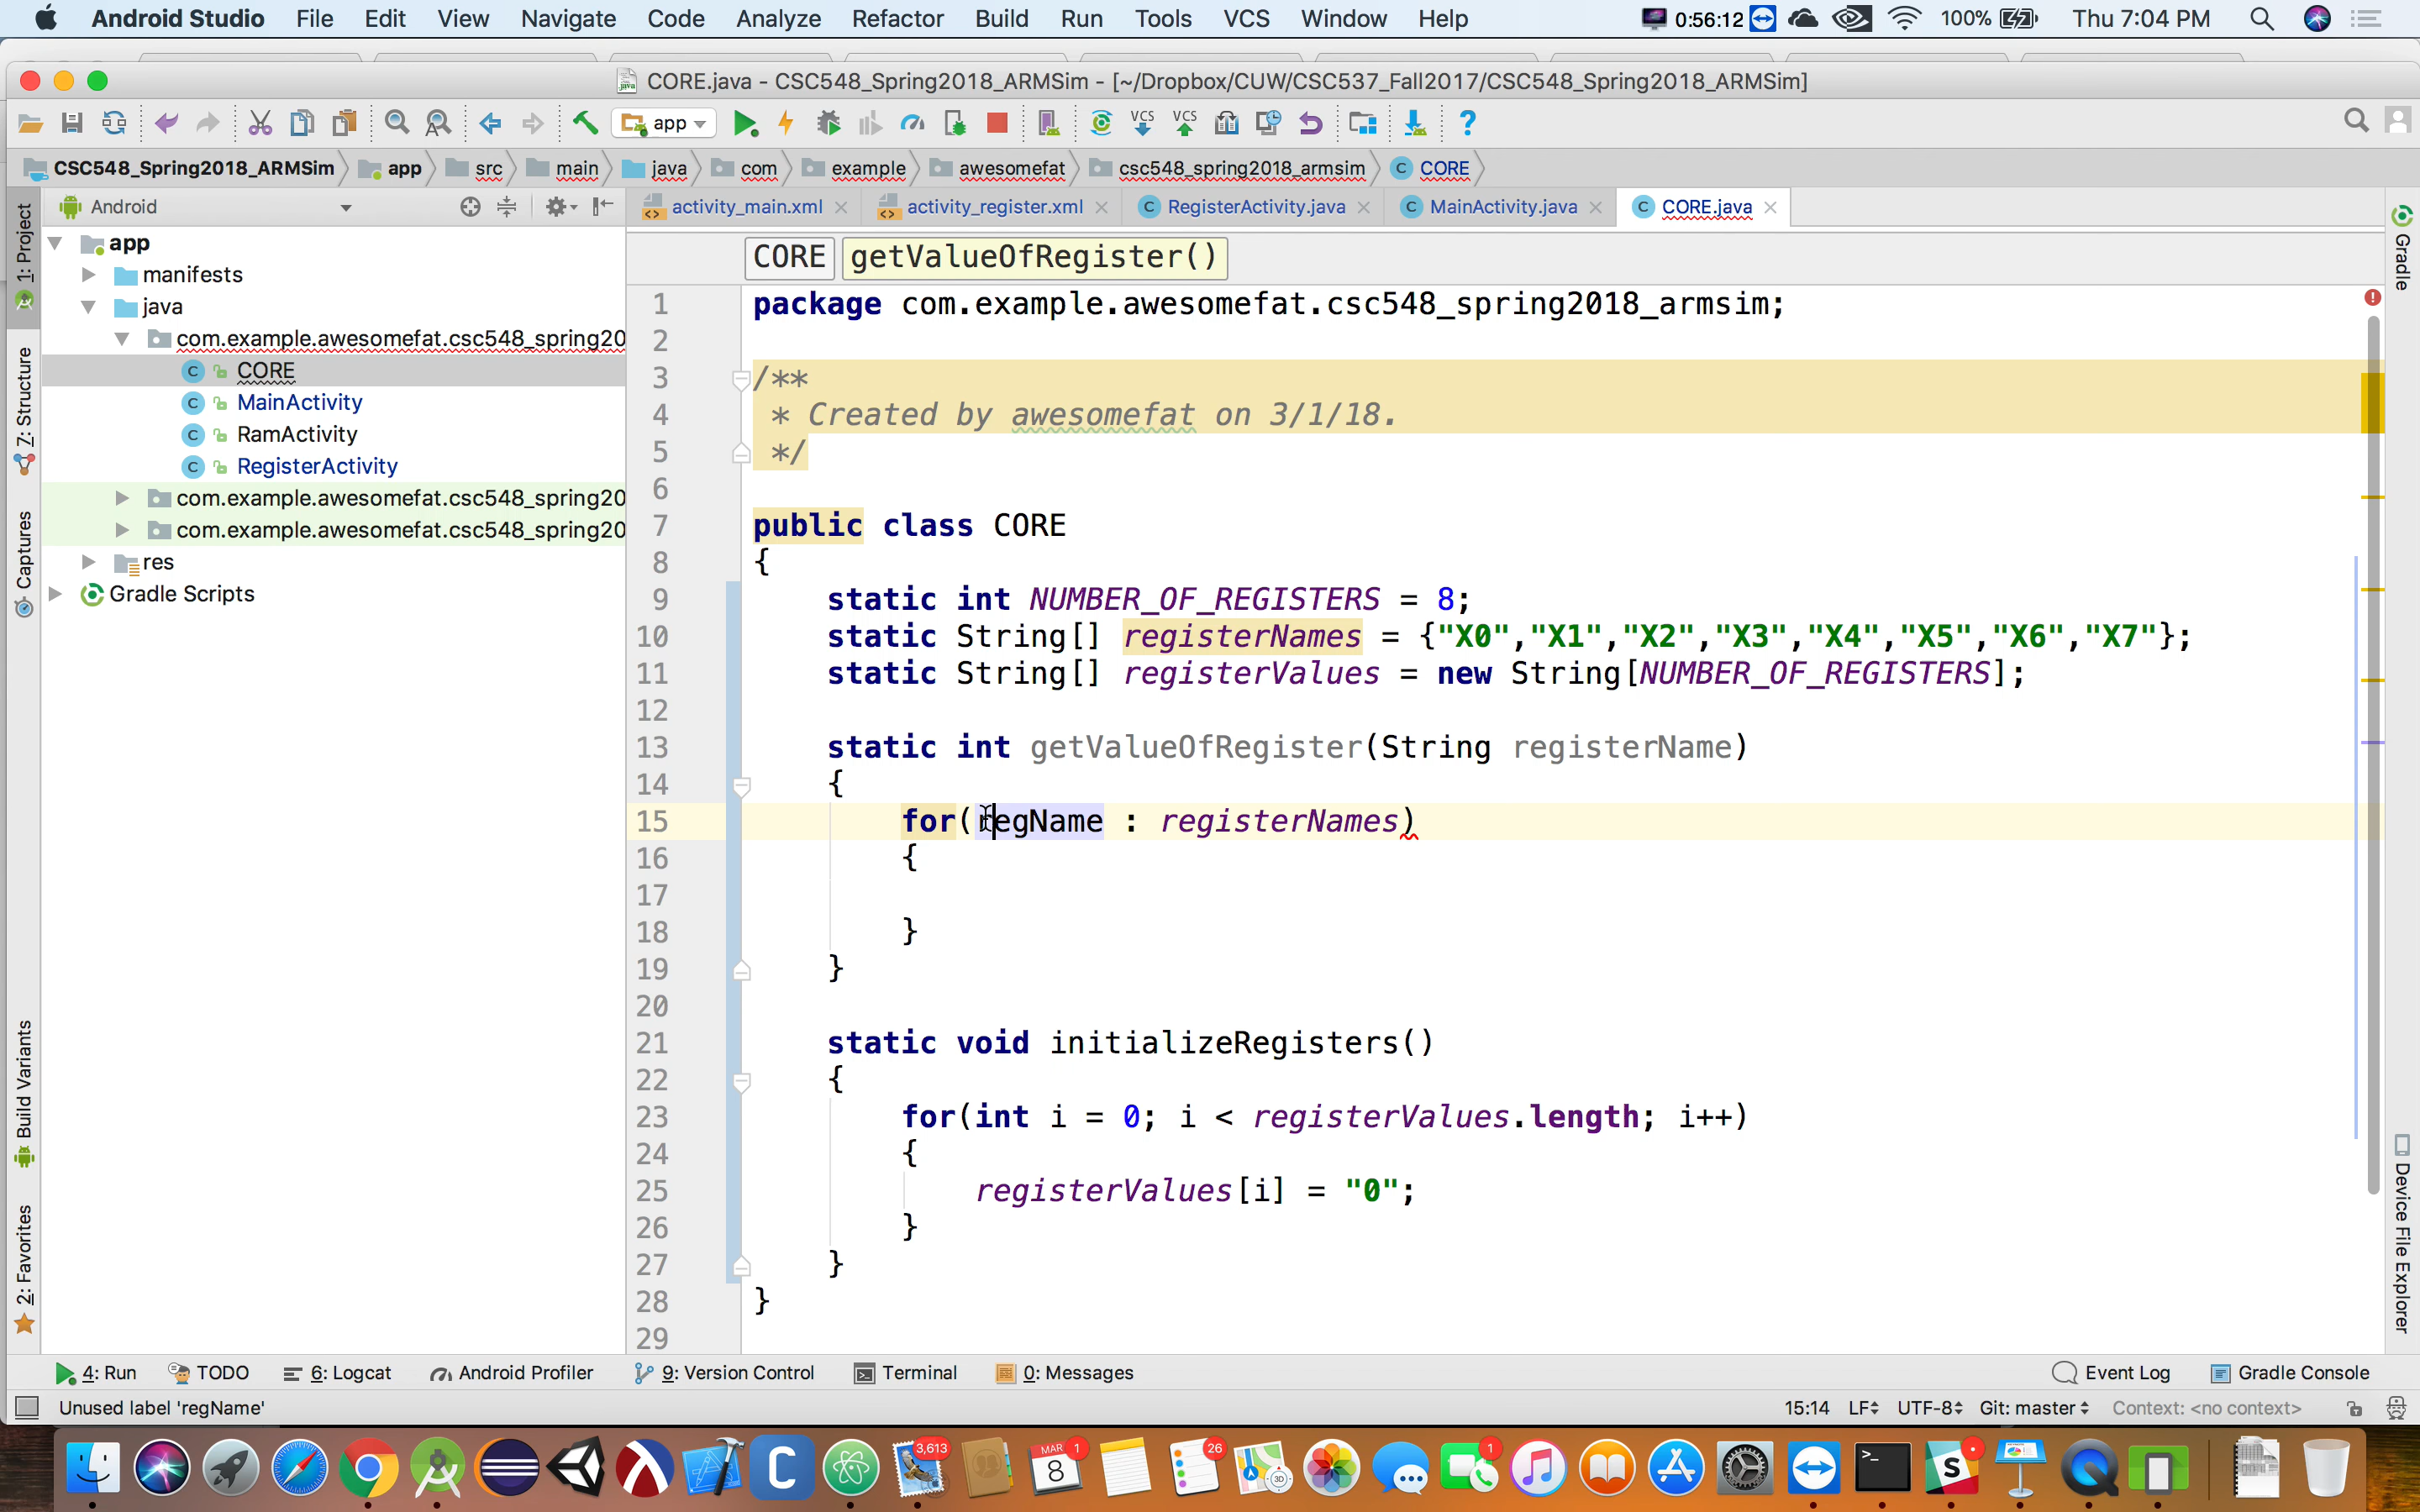 Android Studio File Edit View Navigate Code Analyze Refactor Build Run Tools VCS Window Help 0:56:12 100% Thu 7:04 PM
CORE.java - CSC548_Spring2018_ARMSim - [~/Dropbox/CUW/CSC537_Fall2017/CSC548_Spring2018_ARMSim]
app VCS VCS
CSC548_Spring2018_ARMSim app src main java com example awesomefat csc548_spring2018_armsim CORE
Android
activity_main.xml activity_register.xml RegisterActivity.java MainActivity.java CORE.java
1: Project
7: Structure
Captures
Build Variants
2: Favorites
app
manifests
java
com.example.awesomefat.csc548_spring20
CORE
MainActivity
RamActivity
RegisterActivity
com.example.awesomefat.csc548_spring20
com.example.awesomefat.csc548_spring20
res
Gradle Scripts
CORE getValueOfRegister()
1 package com.example.awesomefat.csc548_spring2018_armsim;
2
3 /**
4 * Created by awesomefat on 3/1/18.
5 */
6
7 public class CORE
8 {
9 static int NUMBER_OF_REGISTERS = 8;
10 static String[] registerNames = {"X0","X1","X2","X3","X4","X5","X6","X7"};
11 static String[] registerValues = new String[NUMBER_OF_REGISTERS];
12
13 static int getValueOfRegister(String registerName)
14 {
15 for(regName : registerNames)
16 {
17
18 }
19 }
20
21 static void initializeRegisters()
22 {
23 for(int i = 0; i < registerValues.length; i++)
24 {
25 registerValues[i] = "0";
26 }
27 }
28 }
29
Gradle
Device File Explorer
4: Run TODO 6: Logcat Android Profiler 9: Version Control Terminal 0: Messages Event Log Gradle Console
Unused label 'regName' 15:14 LF UTF-8 Git: master Context: <no context>
3,613 MAR 8 1 26 1